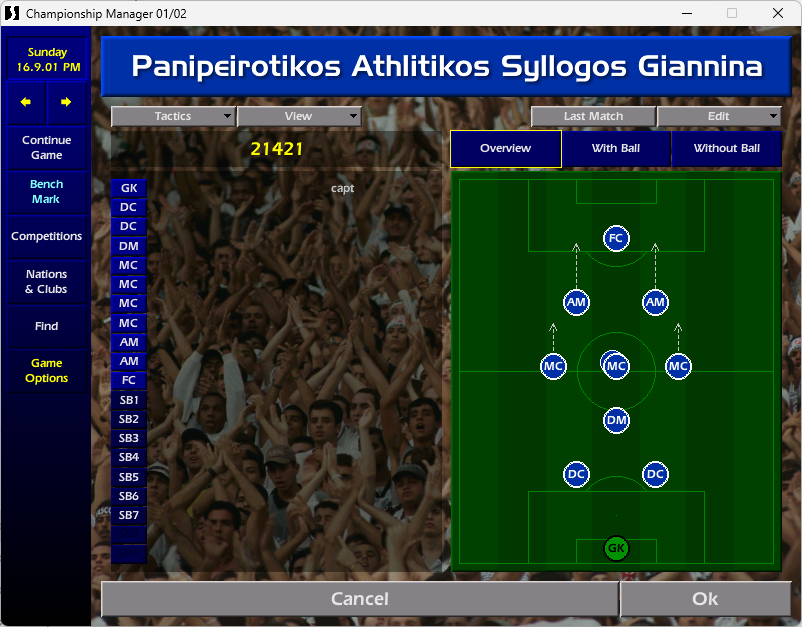 Championship Manager 01/02
Sunday
16.9.01 PM
Continue
Game
Bench
Mark
Competitions
Nations
& Clubs
Find
Game
Options
Panipeirotikos Athlitikos Syllogos Giannina
Tactics
View
Last Match
Edit
21421
Overview
With Ball
Without Ball
GK
capt
DC
DC
DM
MC
MC
MC
MC
AM
AM
FC
SB1
SB2
SB3
SB4
SB5
SB6
SB7
FC
AM AM
MC MC MC
DM
DC DC
GK
Cancel
Ok